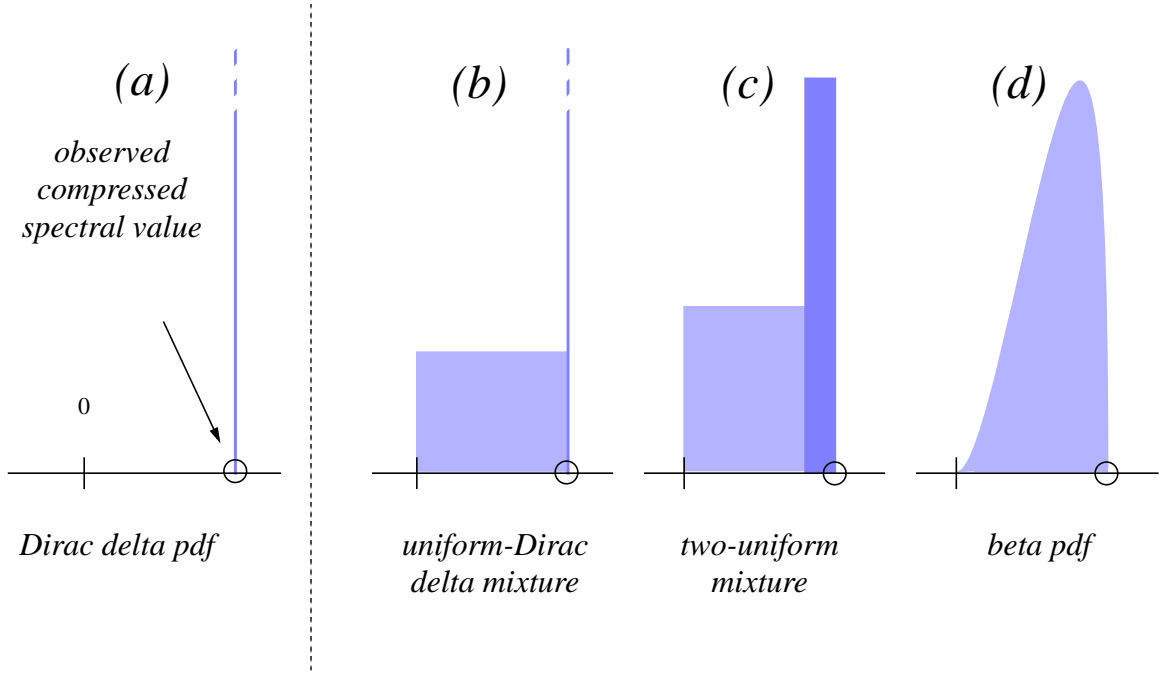 (a)
observed
compressed
spectral value
0
Dirac delta pdf
(b)
uniform-Dirac
delta mixture
(c)
two-uniform
mixture
(d)
beta pdf